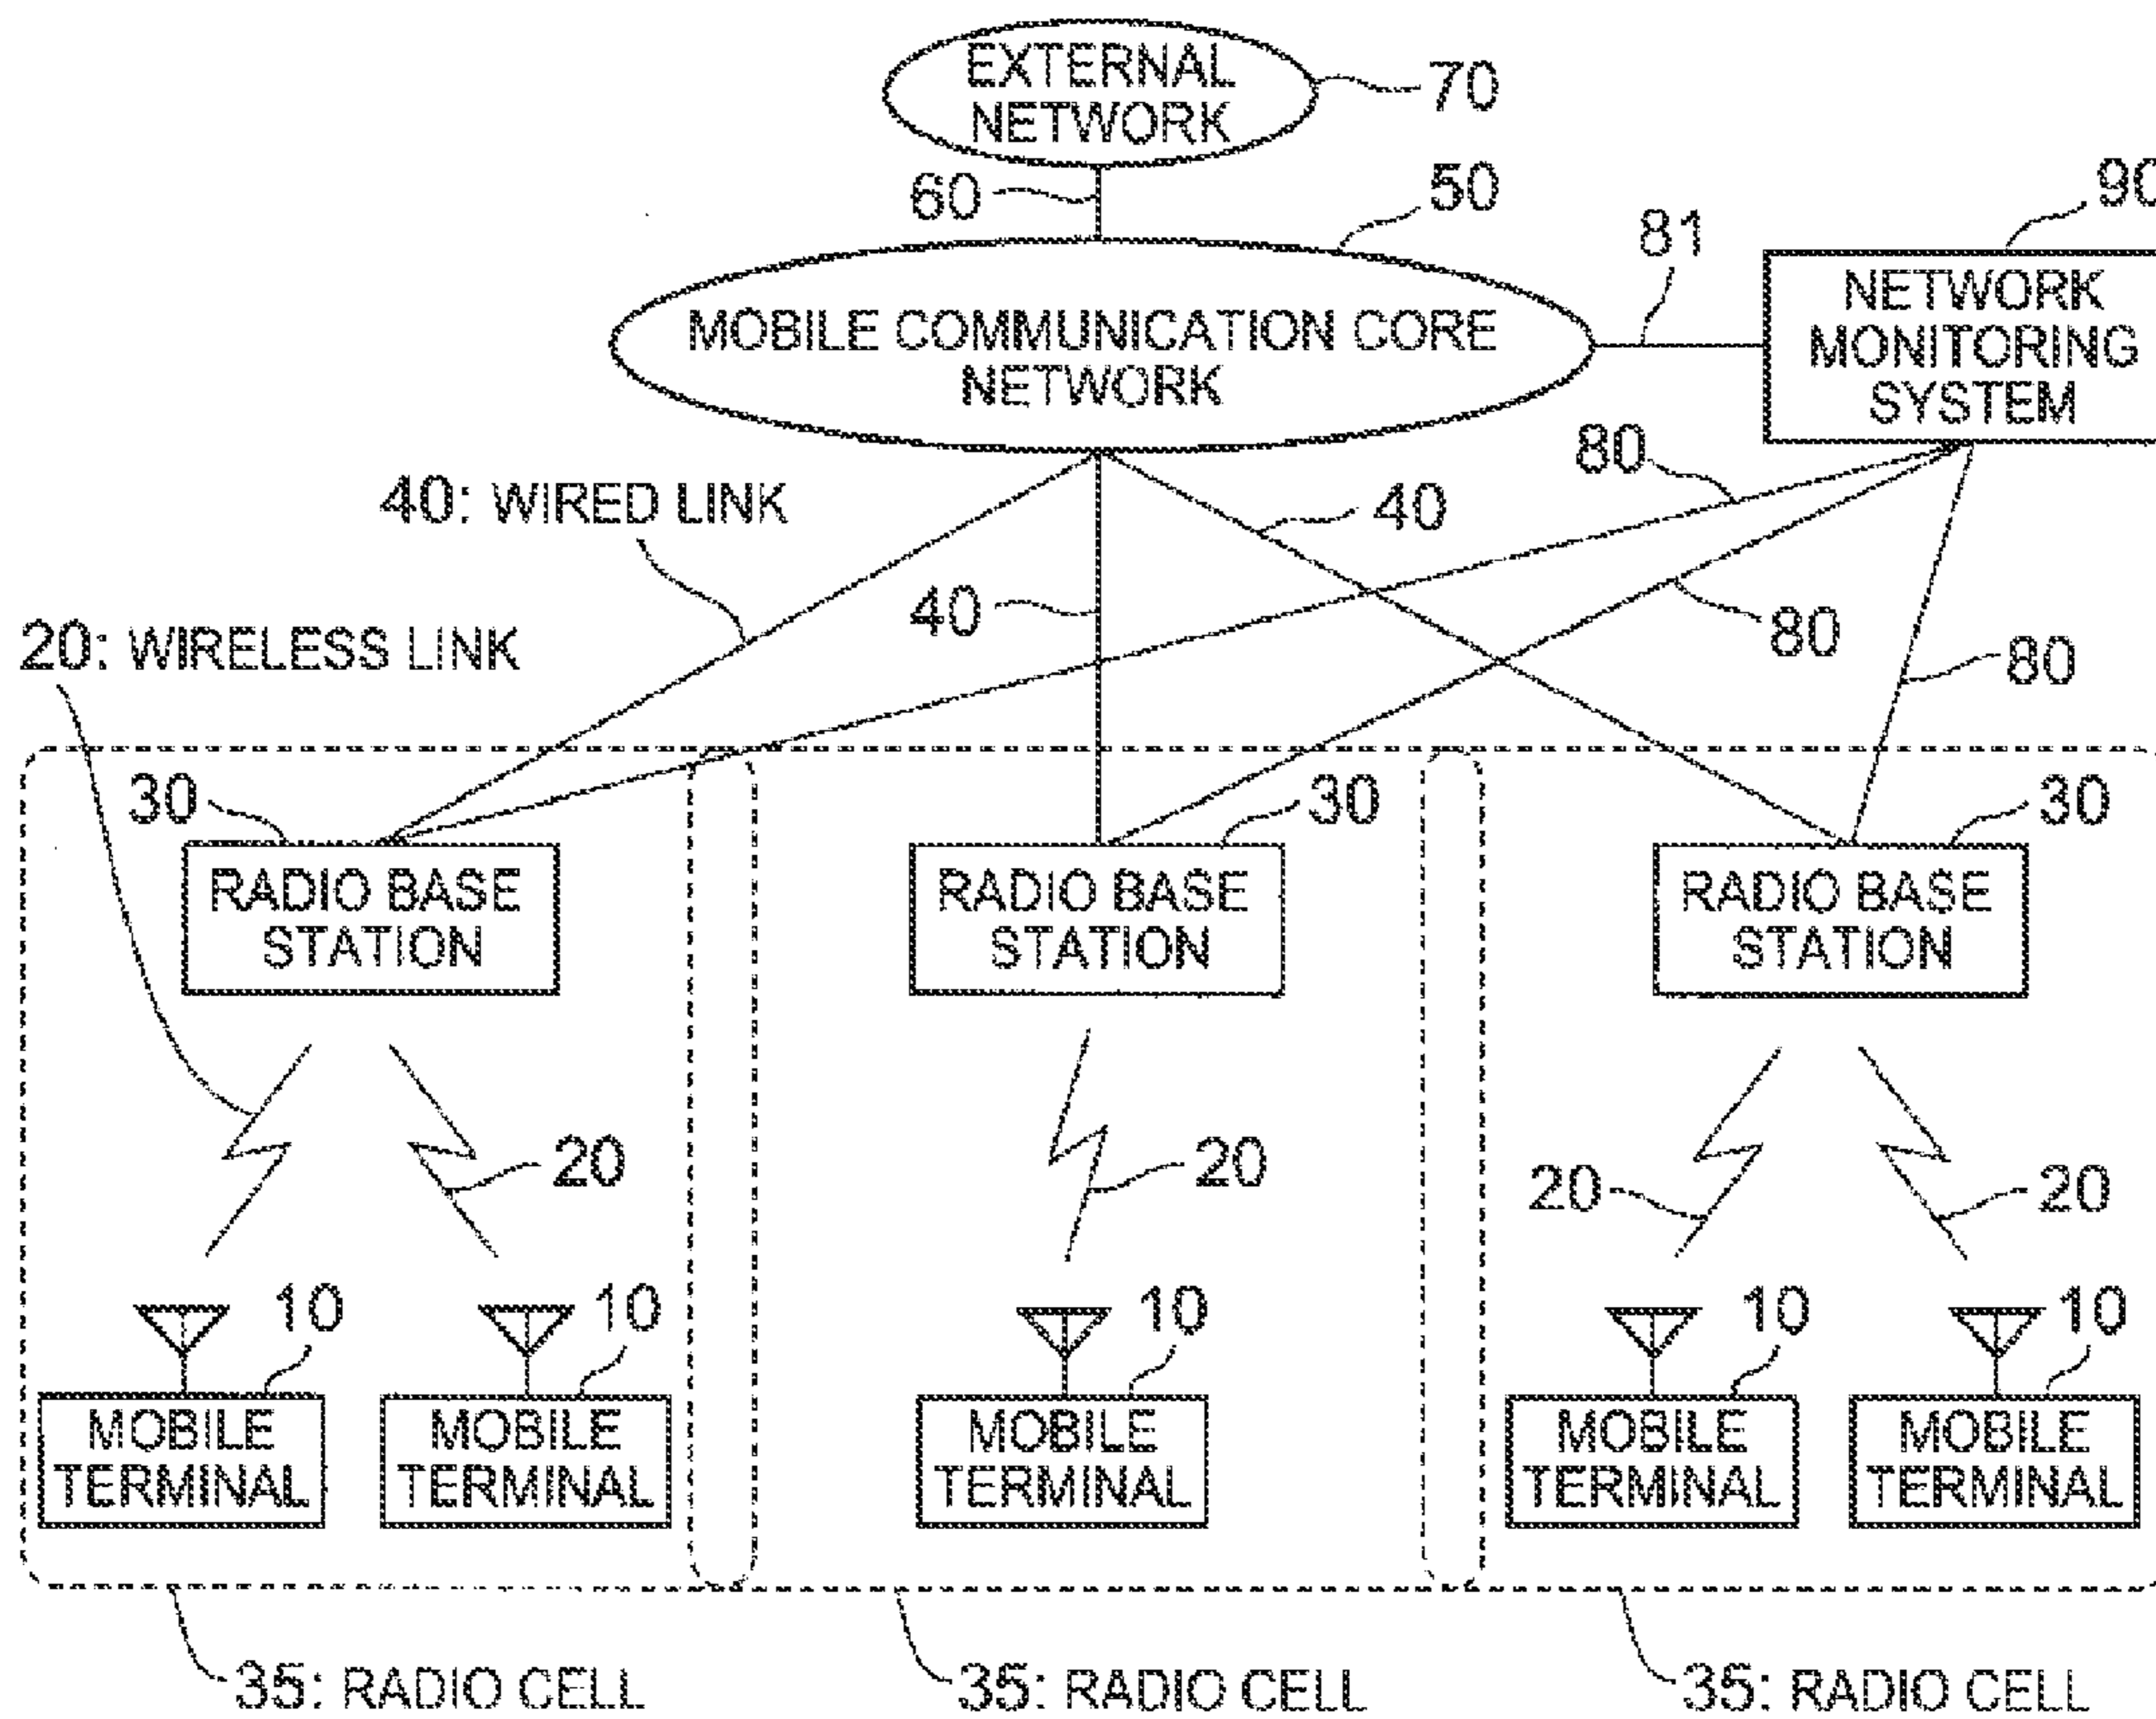 EXTERNAL
NETWORK
70
60
50
90
81
MOBILE COMMUNICATION CORE
NETWORK
NETWORK
MONITORING
SYSTEM
40: WIRED LINK
40
80
40
80
80
20: WIRELESS LINK
30
30
30
RADIO BASE
STATION
RADIO BASE
STATION
RADIO BASE
STATION
20
20
20
20
10
10
10
10
10
MOBILE
TERMINAL
MOBILE
TERMINAL
MOBILE
TERMINAL
MOBILE
TERMINAL
MOBILE
TERMINAL
35: RADIO CELL
35: RADIO CELL
35: RADIO CELL